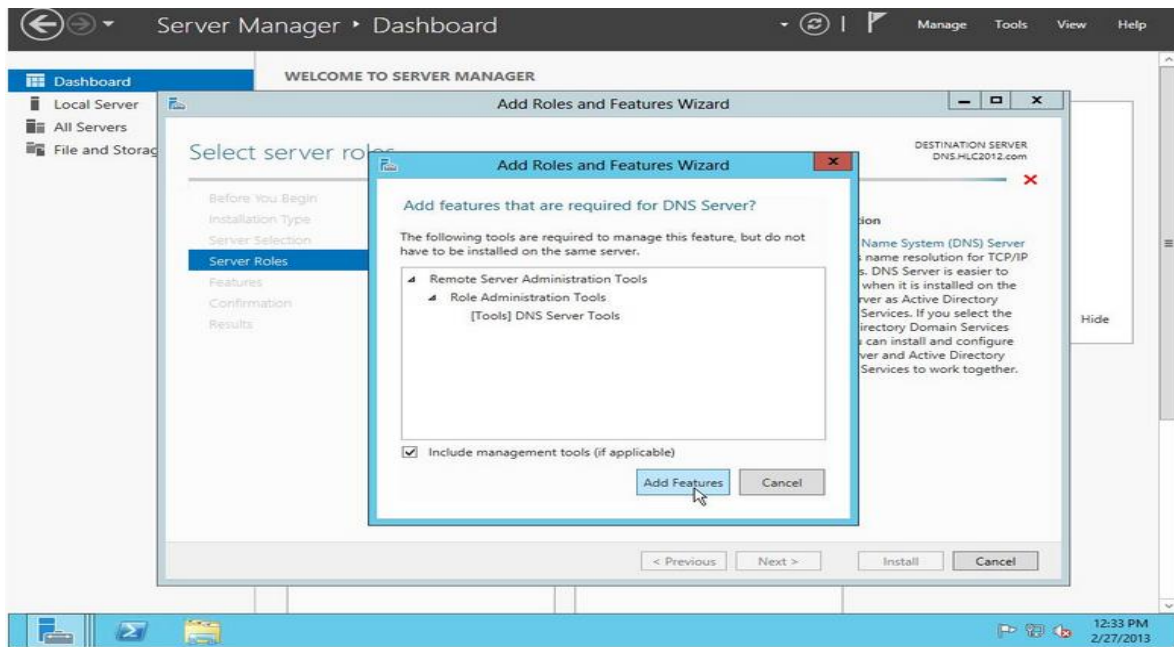 Server Manager ‣ Dashboard
Manage Tools View Help
Dashboard
Local Server
All Servers
File and Storag
WELCOME TO SERVER MANAGER
Hide
Add Roles and Features Wizard
Select server
DESTINATION SERVER
DNS.HLC2012.com
Before You Begin
Installation Type
Server Selection
Server Roles
Features
Confirmation
Results
Name System (DNS) Server
name resolution for TCP/IP
DNS Server is easier to
when it is installed on the
as Active Directory
Services. If you select the
Domain Services
can install and configure
and Active Directory
Services to work together.
< Previous Next > Install Cancel
Add Roles and Features Wizard
Add features that are required for DNS Server?
The following tools are required to manage this feature, but do not
have to be installed on the same server.
Remote Server Administration Tools
Role Administration Tools
[Tools] DNS Server Tools
Include management tools (if applicable)
Add Features Cancel
12:33 PM
2/27/2013